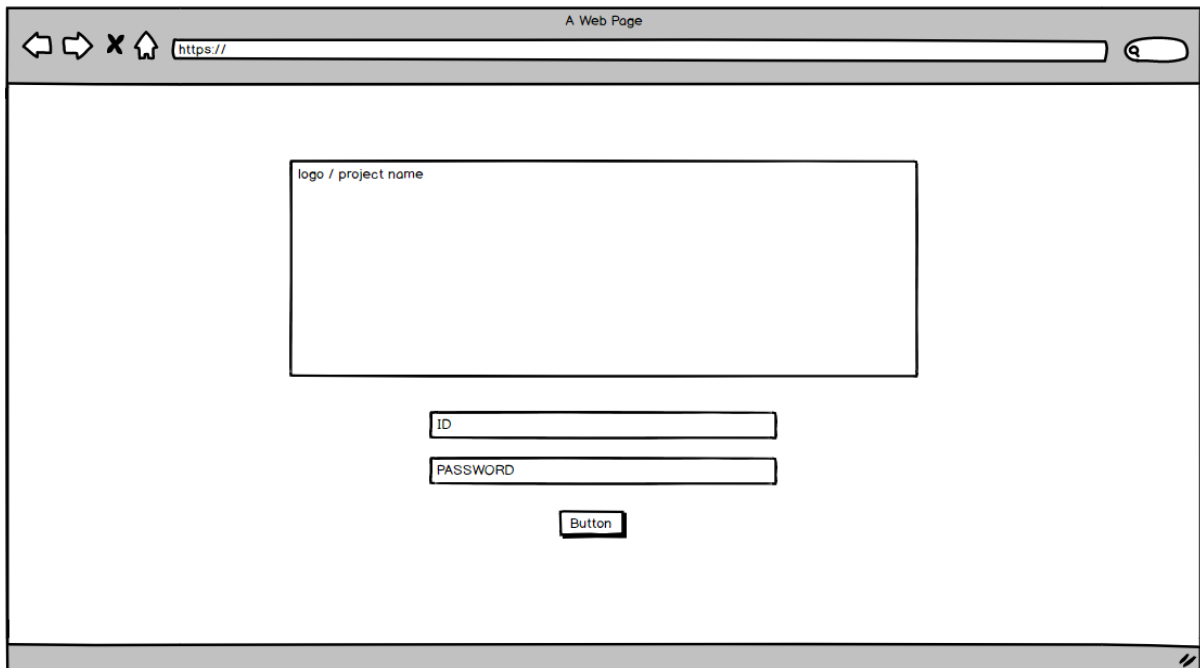 A Web Page
https://
logo / project name
ID
PASSWORD
Button